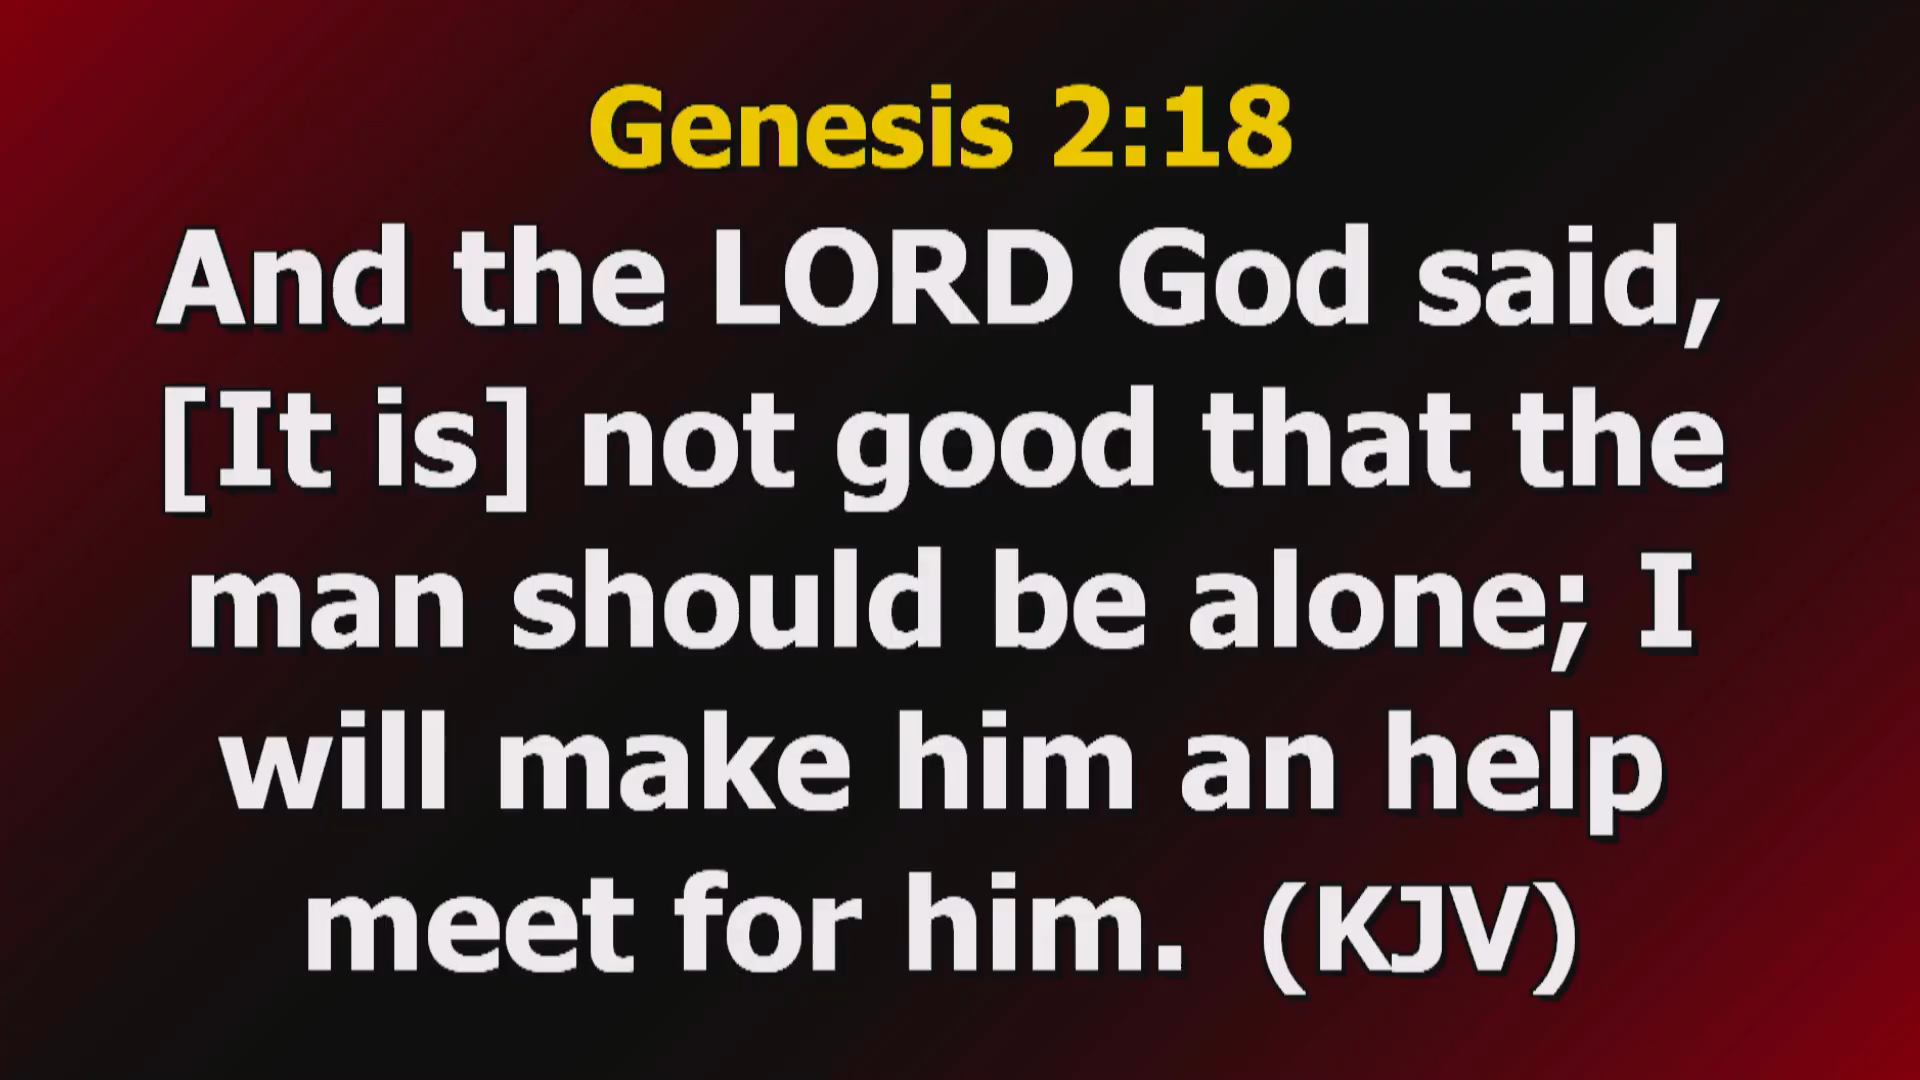 Genesis 2:18
And the LORD God said,
[It is] not good that the
man should be alone; I
will make him an help
meet for him. (KJV)